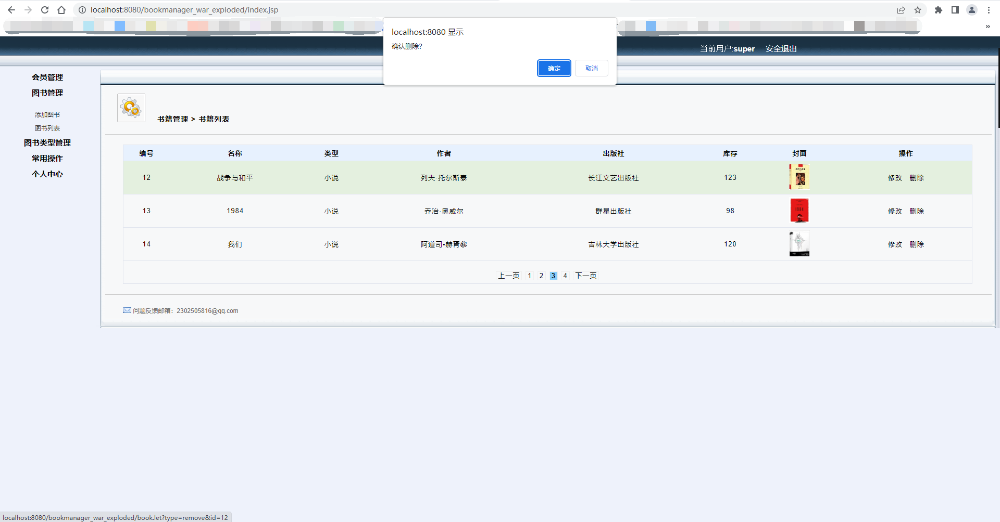 localhost:8080/bookmanager_war_exploded/index.jsp
localhost:8080 显示
确认删除?
确定 取消
当前用户:super 安全退出
会员管理
图书管理
添加图书
图书列表
图书类型管理
常用操作
个人中心
书籍管理 > 书籍列表
编号 名称 类型 作者 出版社 库存 封面 操作
12 战争与和平 小说 列夫·托尔斯泰 长江文艺出版社 123 修改 删除
13 1984 小说 乔治·奥威尔 群星出版社 98 修改 删除
14 我们 小说 阿道司•赫胥黎 吉林大学出版社 120 修改 删除
上一页 1 2 3 4 下一页
问题反馈邮箱：2302505816@qq.com
localhost:8080/bookmanager_war_exploded/book.let?type=remove&id=12